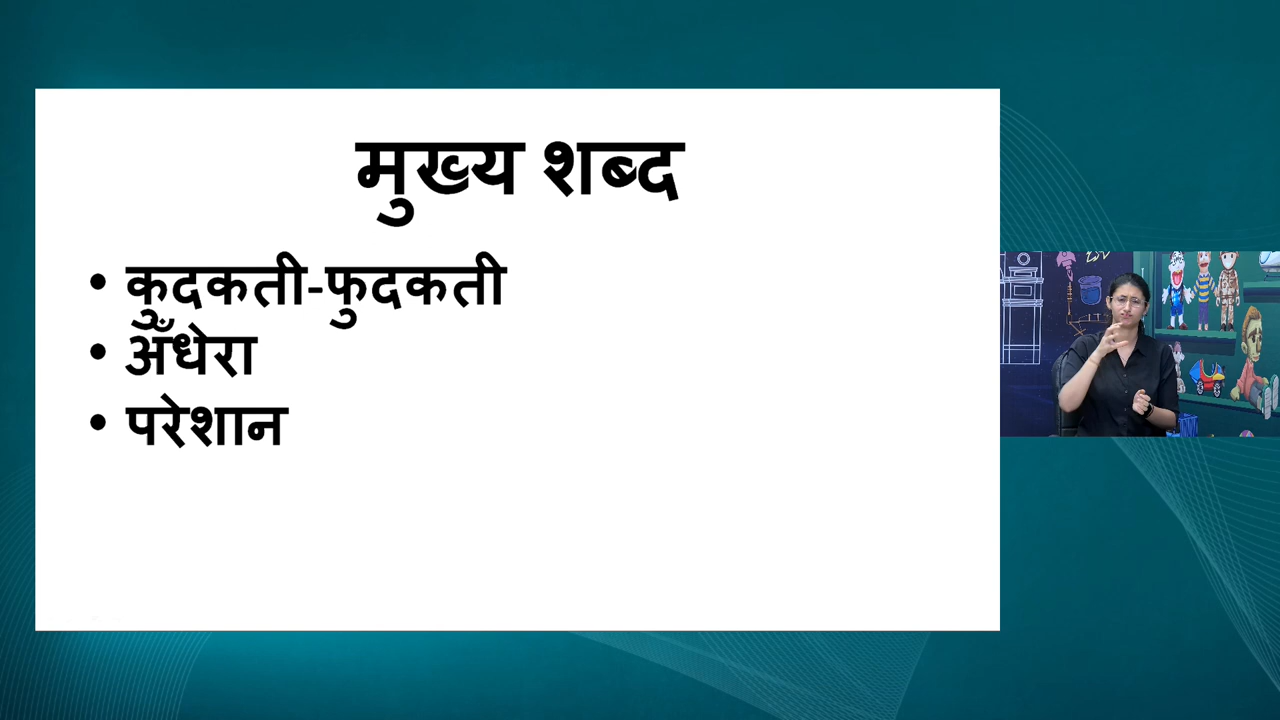 मुख्य शब्द
• कुदकती-फुदकती
• अँधेरा
• परेशान